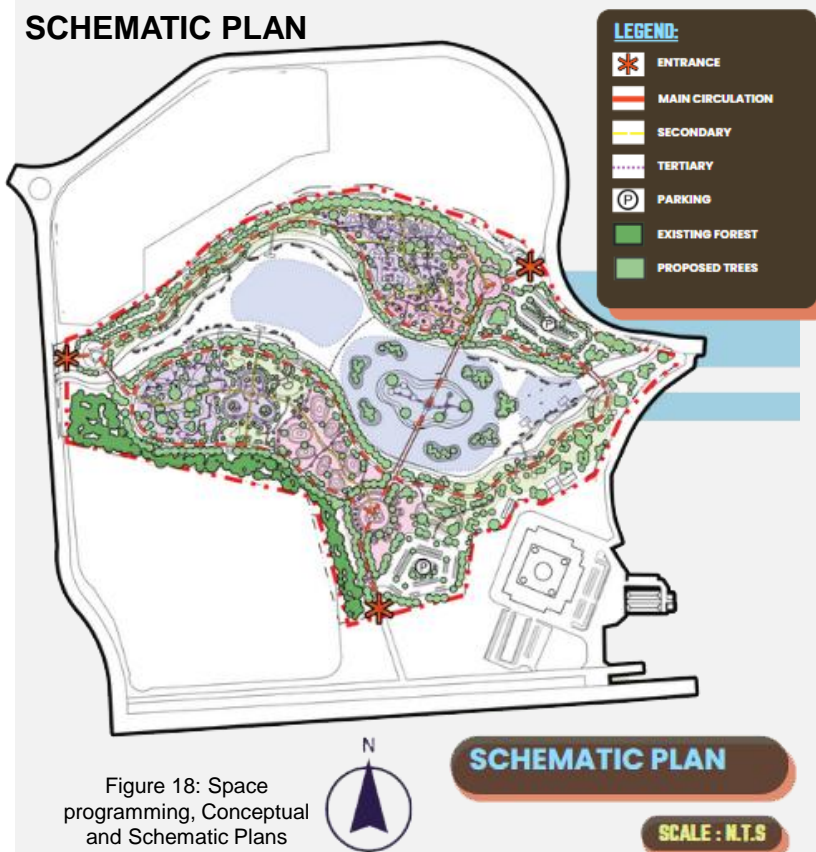 SCHEMATIC PLAN
LEGEND:
ENTRANCE
MAIN CIRCULATION
SECONDARY
TERTIARY
P
PARKING
EXISTING FOREST
PROPOSED TREES
P
P
N
SCHEMATIC PLAN
Figure 18: Space
programming, Conceptual
and Schematic Plans
SCALE : N.T.S